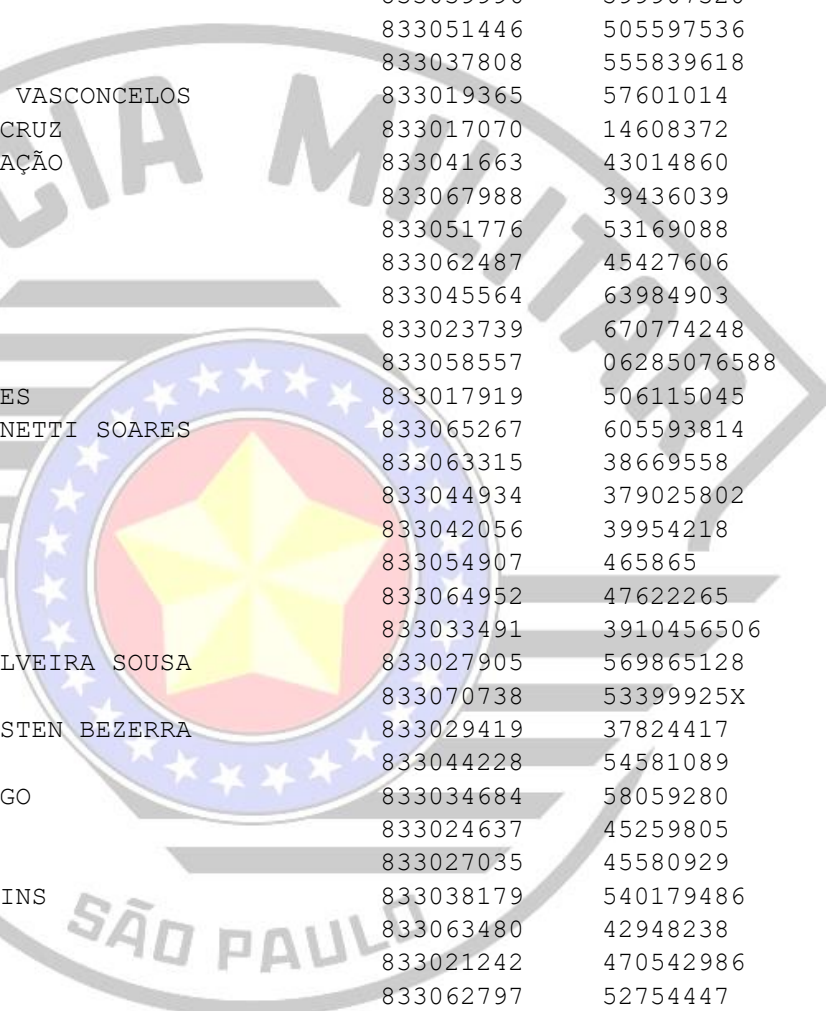 833051446 505597536
833037808 555839618
VASCONCELOS 833019365 57601014
CRUZ 833017070 14608372
AÇÃO 833041663 43014860
833067988 39436039
833051776 53169088
833062487 45427606
833045564 63984903
833023739 670774248
833058557 06285076588
ES 833017919 506115045
NETTI SOARES 833065267 605593814
833063315 38669558
833044934 379025802
833042056 39954218
833054907 465865
833064952 47622265
833033491 3910456506
LVEIRA SOUSA 833027905 569865128
833070738 53399925X
STEN BEZERRA 833029419 37824417
833044228 54581089
GO 833034684 58059280
833024637 45259805
833027035 45580929
INS 833038179 540179486
833063480 42948238
833021242 470542986
833062797 52754447
CIA MILITAR
SÃO PAULO